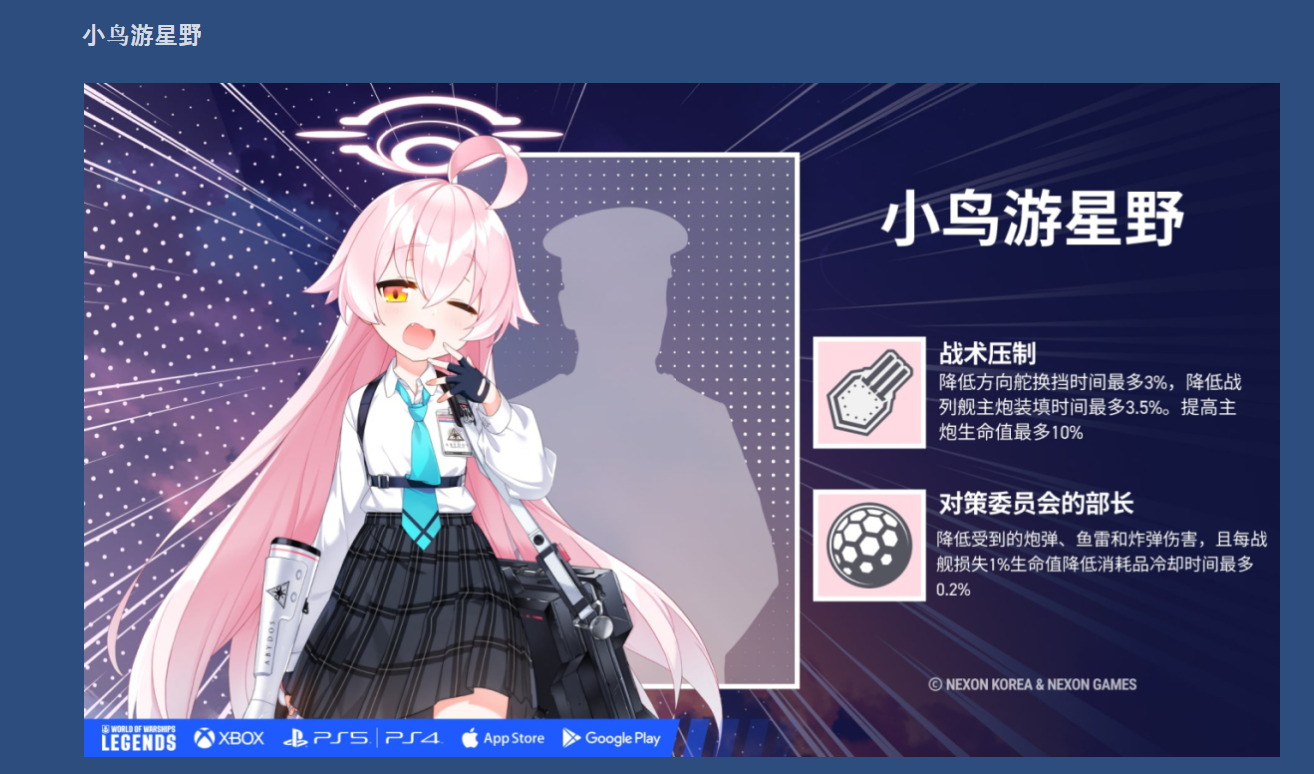 小鸟游星野
小鸟游星野
战术压制
降低方向舵换挡时间最多3%，降低战
列舰主炮装填时间最多3.5%。提高主
炮生命值最多10%
对策委员会的部长
降低受到的炮弹、鱼雷和炸弹伤害，且每战
舰损失1%生命值降低消耗品冷却时间最多
0.2%
ABYDOS
© NEXON KOREA & NEXON GAMES
WORLD OF WARSHIPS
LEGENDS
XBOX
PS5
PS4
App Store
Google Play